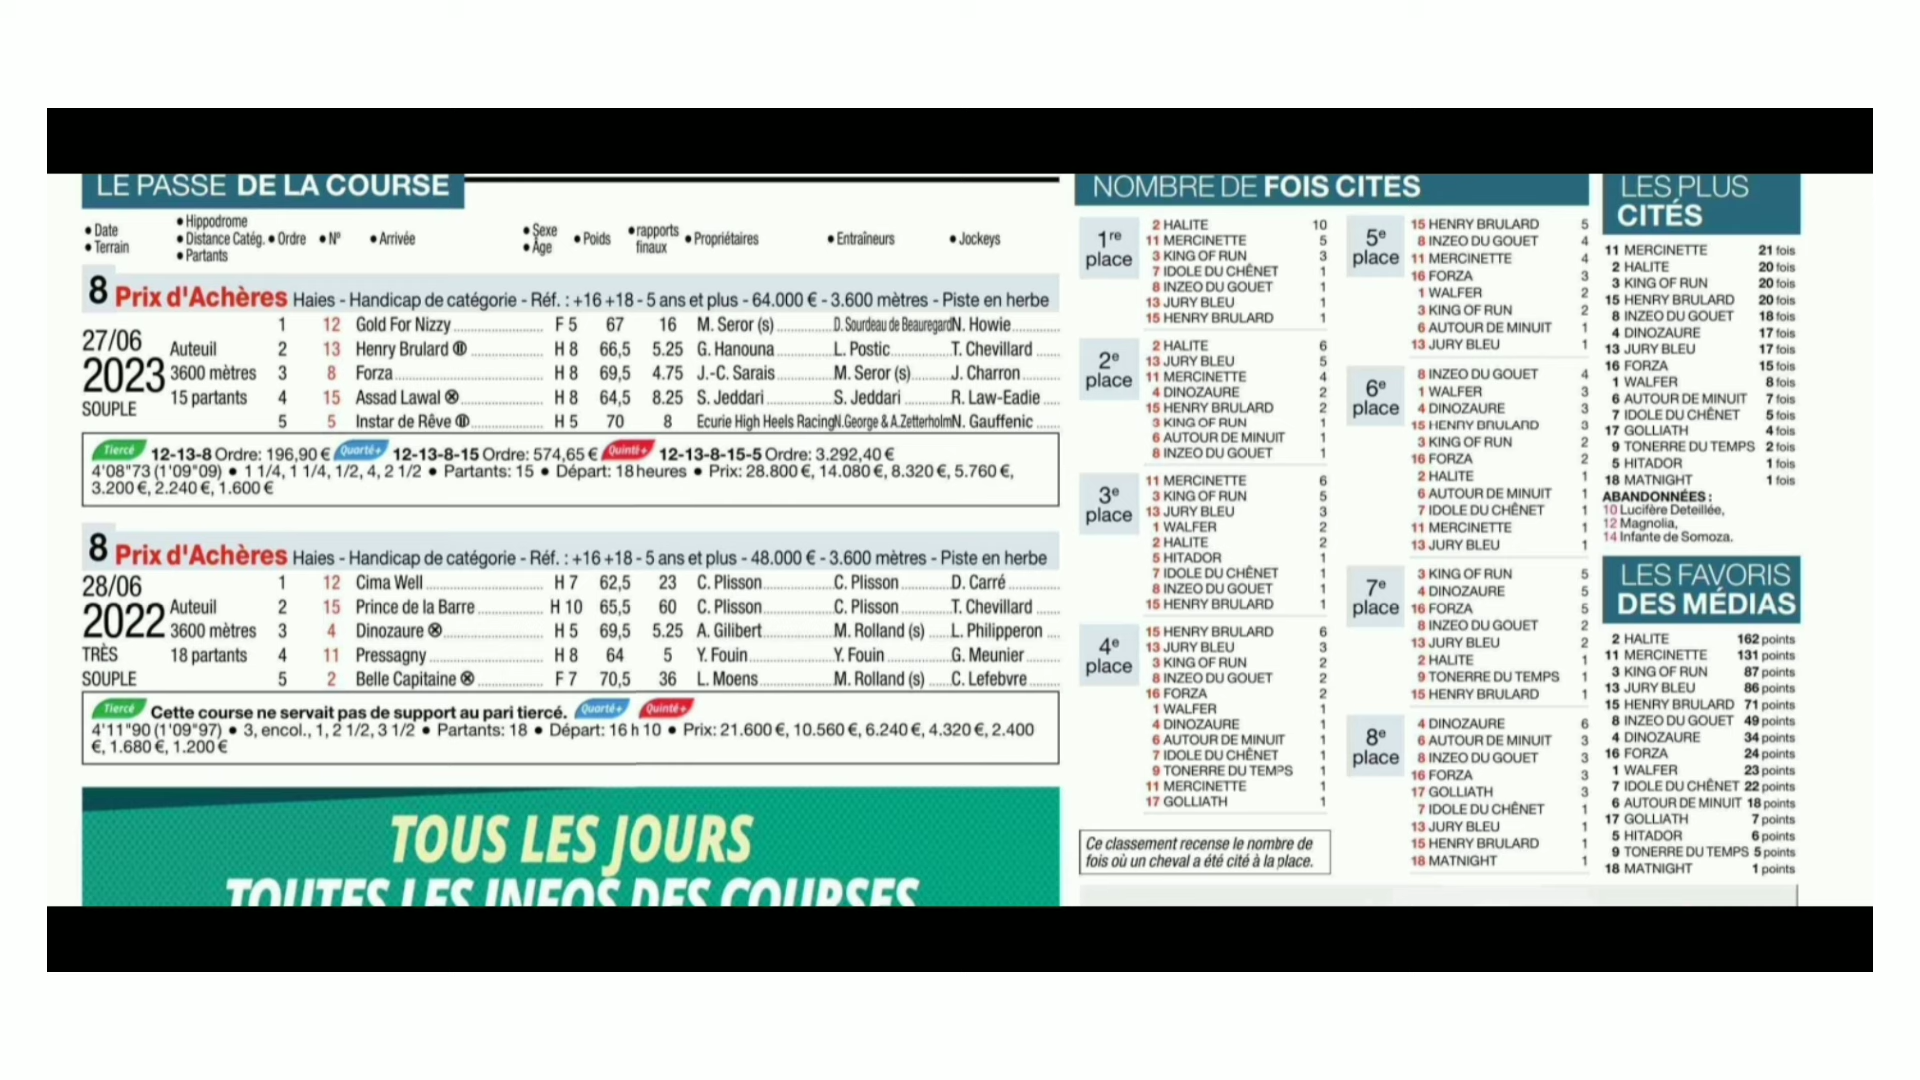 LE PASSÉ DE LA COURSE
• Date
• Terrain
• Hippodrome
• Distance Catég. • Ordre • N° • Arrivée
• Partants
• Sexe
• Âge
• Poids
• rapports
finaux
• Propriétaires • Entraîneurs • Jockeys
8 Prix d'Achères Haies - Handicap de catégorie - Réf. : +16 +18 - 5 ans et plus - 64.000 € - 3.600 mètres - Piste en herbe
27/06
2023
SOUPLE
Auteuil
3600 mètres
15 partants
1 12 Gold For Nizzy F 5 67 16 M. Seror (s) D. Sourdeau de Beauregard N. Howie
2 13 Henry Brulard H 8 66,5 5.25 G. Hanouna L. Postic T. Chevillard
3 8 Forza H 8 69,5 4.75 J.-C. Sarais M. Seror (s) J. Charron
4 15 Assad Lawal H 8 64,5 8.25 S. Jeddari S. Jeddari R. Law-Eadie
5 5 Instar de Rêve H 5 70 8 Ecurie High Heels Racing N.George & A.Zetterholm N. Gauffenic
Tiercé 12-13-8 Ordre: 196,90 € Quarté+ 12-13-8-15 Ordre: 574,65 € Quinté+ 12-13-8-15-5 Ordre: 3.292,40 €
4'08"73 (1'09"09) • 1 1/4, 1 1/4, 1/2, 4, 2 1/2 • Partants: 15 • Départ: 18 heures • Prix: 28.800 €, 14.080 €, 8.320 €, 5.760 €,
3.200 €, 2.240 €, 1.600 €
8 Prix d'Achères Haies - Handicap de catégorie - Réf. : +16 +18 - 5 ans et plus - 48.000 € - 3.600 mètres - Piste en herbe
28/06
2022
TRÈS
SOUPLE
Auteuil
3600 mètres
18 partants
1 12 Cima Well H 7 62,5 23 C. Plisson C. Plisson D. Carré
2 15 Prince de la Barre H 10 65,5 60 C. Plisson C. Plisson T. Chevillard
3 4 Dinozaure H 5 69,5 5.25 A. Gilibert M. Rolland (s) L. Philipperon
4 11 Pressagny H 8 64 5 Y. Fouin Y. Fouin G. Meunier
5 2 Belle Capitaine F 7 70,5 36 L. Moens M. Rolland (s) C. Lefebvre
Tiercé Cette course ne servait pas de support au pari tiercé. Quarté+ Quinté+
4'11"90 (1'09"97) • 3, encol., 1, 2 1/2, 3 1/2 • Partants: 18 • Départ: 16 h 10 • Prix: 21.600 €, 10.560 €, 6.240 €, 4.320 €, 2.400
€, 1.680 €, 1.200 €
TOUS LES JOURS
TOUTES LES INFOS DES COURSES
NOMBRE DE FOIS CITÉS
1re
place
2 HALITE 10
11 MERCINETTE 5
3 KING OF RUN 3
7 IDOLE DU CHÊNET 1
8 INZEO DU GOUET 1
13 JURY BLEU 1
15 HENRY BRULARD 1
2e
place
2 HALITE 6
13 JURY BLEU 5
11 MERCINETTE 4
4 DINOZAURE 2
15 HENRY BRULARD 2
3 KING OF RUN 1
6 AUTOUR DE MINUIT 1
8 INZEO DU GOUET 1
3e
place
11 MERCINETTE 6
3 KING OF RUN 5
13 JURY BLEU 3
1 WALFER 2
2 HALITE 2
5 HITADOR 1
7 IDOLE DU CHÊNET 1
8 INZEO DU GOUET 1
15 HENRY BRULARD 1
4e
place
15 HENRY BRULARD 6
13 JURY BLEU 3
3 KING OF RUN 2
8 INZEO DU GOUET 2
16 FORZA 2
1 WALFER 1
4 DINOZAURE 1
6 AUTOUR DE MINUIT 1
7 IDOLE DU CHÊNET 1
9 TONERRE DU TEMPS 1
11 MERCINETTE 1
17 GOLLIATH 1
Ce classement recense le nombre de
fois où un cheval a été cité à la place.
5e
place
15 HENRY BRULARD 5
8 INZEO DU GOUET 4
11 MERCINETTE 4
16 FORZA 3
1 WALFER 2
3 KING OF RUN 2
6 AUTOUR DE MINUIT 1
13 JURY BLEU 1
6e
place
8 INZEO DU GOUET 4
1 WALFER 3
4 DINOZAURE 3
15 HENRY BRULARD 3
3 KING OF RUN 2
16 FORZA 2
2 HALITE 1
6 AUTOUR DE MINUIT 1
7 IDOLE DU CHÊNET 1
11 MERCINETTE 1
13 JURY BLEU 1
7e
place
3 KING OF RUN 5
4 DINOZAURE 5
16 FORZA 5
8 INZEO DU GOUET 2
13 JURY BLEU 2
2 HALITE 1
9 TONERRE DU TEMPS 1
15 HENRY BRULARD 1
8e
place
4 DINOZAURE 6
6 AUTOUR DE MINUIT 3
8 INZEO DU GOUET 3
16 FORZA 3
17 GOLLIATH 3
7 IDOLE DU CHÊNET 1
13 JURY BLEU 1
15 HENRY BRULARD 1
18 MATNIGHT 1
LES PLUS
CITÉS
11 MERCINETTE 21 fois
2 HALITE 20 fois
3 KING OF RUN 20 fois
15 HENRY BRULARD 20 fois
8 INZEO DU GOUET 18 fois
4 DINOZAURE 17 fois
13 JURY BLEU 17 fois
16 FORZA 15 fois
1 WALFER 8 fois
6 AUTOUR DE MINUIT 7 fois
7 IDOLE DU CHÊNET 5 fois
17 GOLLIATH 4 fois
9 TONERRE DU TEMPS 2 fois
5 HITADOR 1 fois
18 MATNIGHT 1 fois
ABANDONNÉES :
10 Lucifère Deteillée,
12 Magnolia,
14 Infante de Somoza.
LES FAVORIS
DES MÉDIAS
2 HALITE 162 points
11 MERCINETTE 131 points
3 KING OF RUN 87 points
13 JURY BLEU 86 points
15 HENRY BRULARD 71 points
8 INZEO DU GOUET 49 points
4 DINOZAURE 34 points
16 FORZA 24 points
1 WALFER 23 points
7 IDOLE DU CHÊNET 22 points
6 AUTOUR DE MINUIT 18 points
17 GOLLIATH 7 points
5 HITADOR 6 points
9 TONERRE DU TEMPS 5 points
18 MATNIGHT 1 points